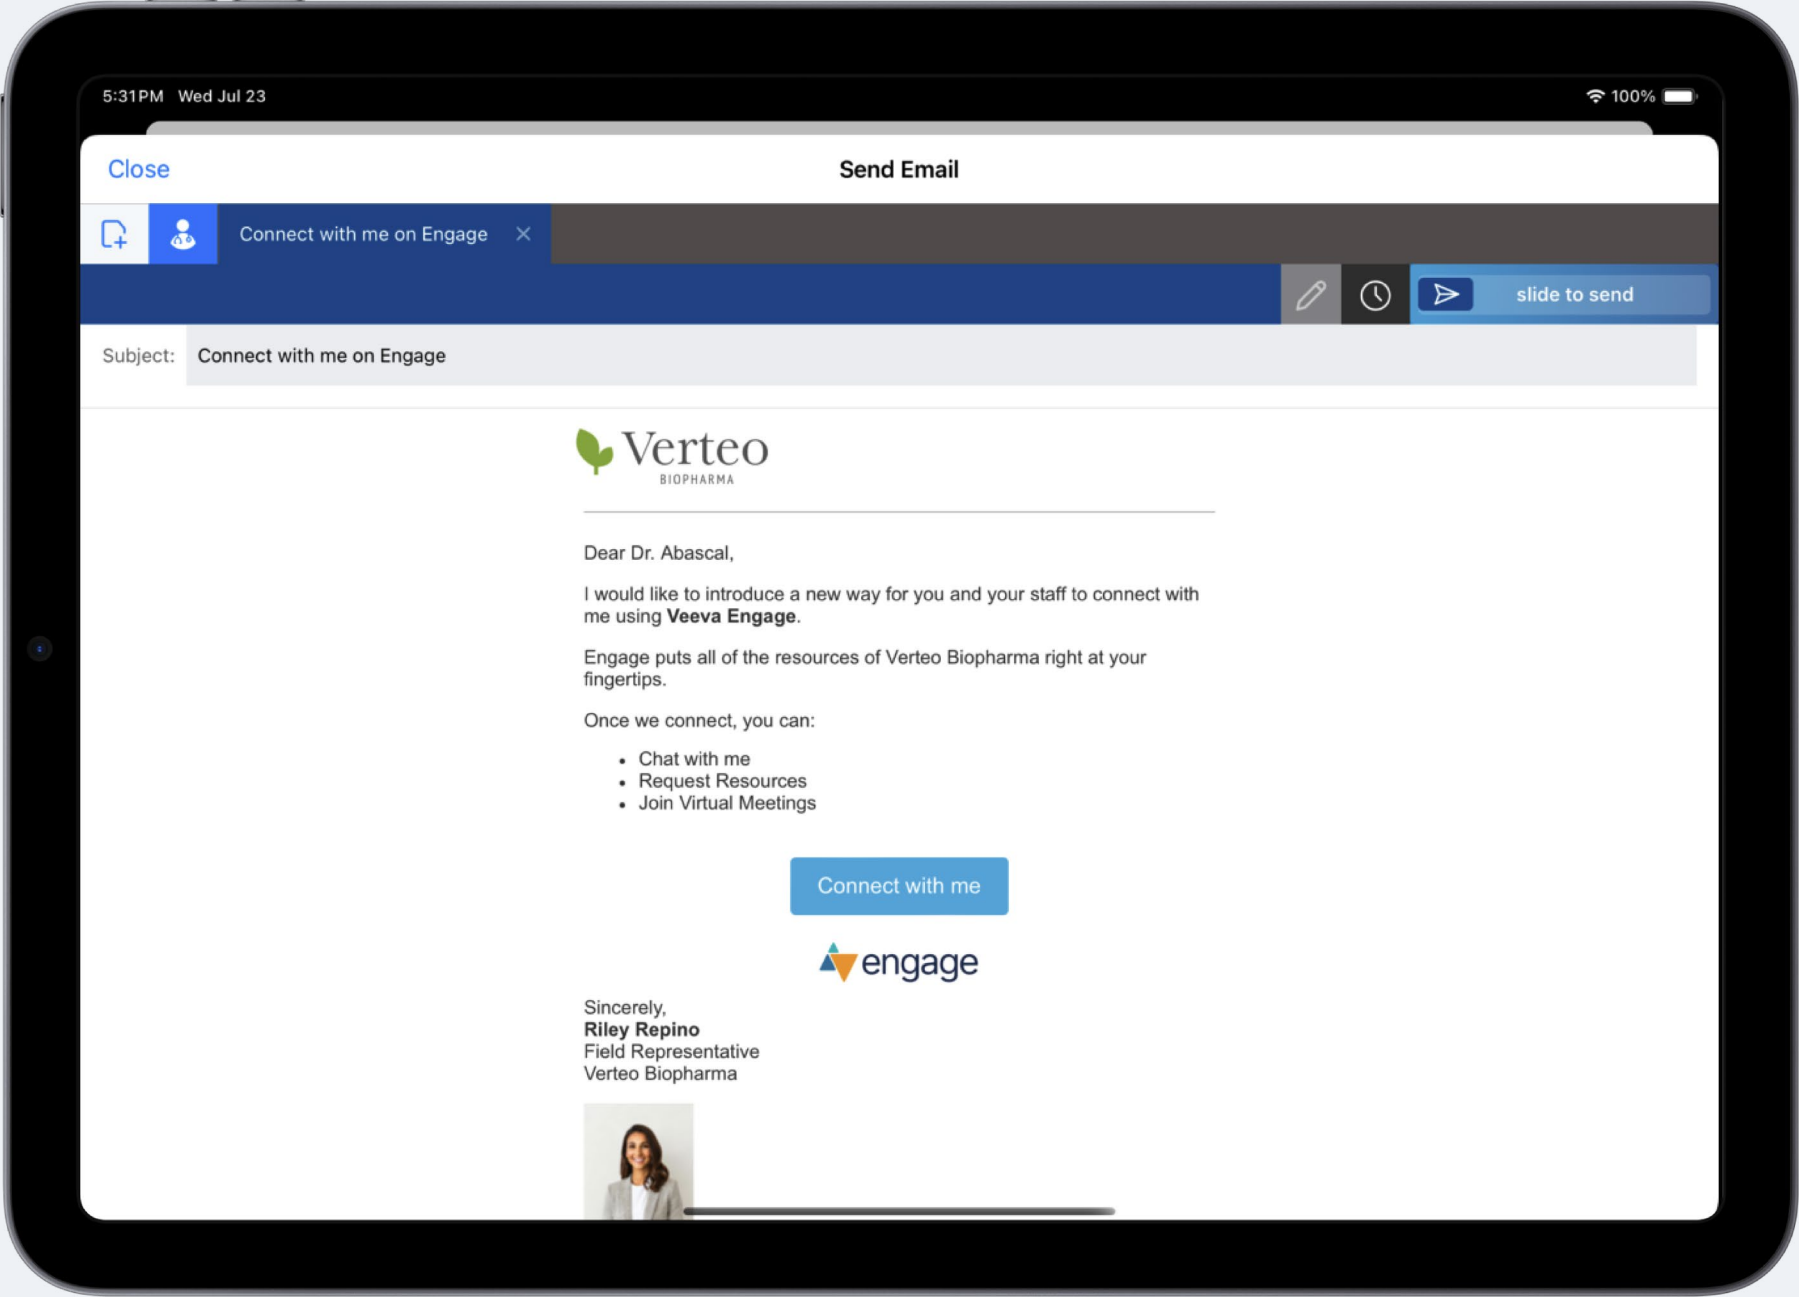 5:31PM Wed Jul 23
100%
Close
Send Email
Connect with me on Engage
slide to send
Subject: Connect with me on Engage
Verteo
BIOPHARMA
Dear Dr. Abascal,
I would like to introduce a new way for you and your staff to connect with
me using Veeva Engage.
Engage puts all of the resources of Verteo Biopharma right at your
fingertips.
Once we connect, you can:
• Chat with me
• Request Resources
• Join Virtual Meetings
Connect with me
engage
Sincerely,
Riley Repino
Field Representative
Verteo Biopharma